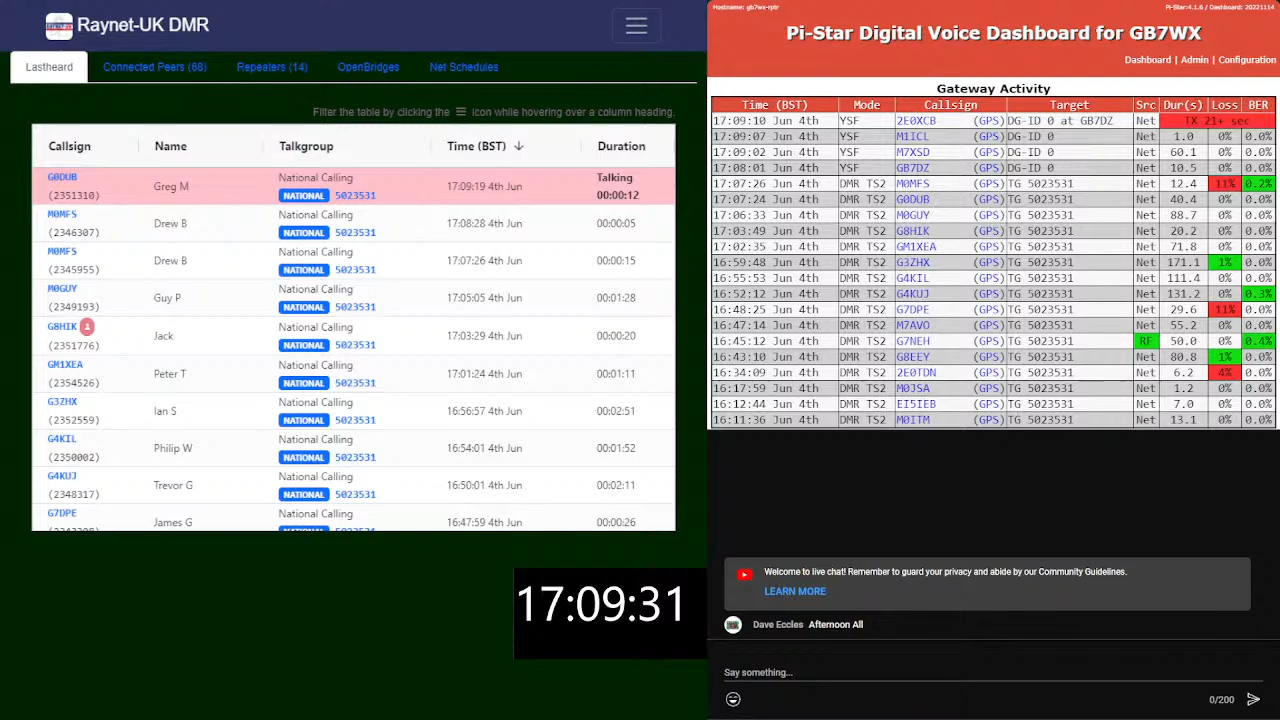 Raynet-UK DMR
Lastheard Connected Peers (68) Repeaters (14) OpenBridges Net Schedules
Filter the table by clicking the icon while hovering over a column heading.
Callsign Name Talkgroup Time (BST) Duration
G0DUB (2351310) Greg M National Calling NATIONAL 5023531 17:09:19 4th Jun Talking 00:00:12
M0MFS (2346307) Drew B National Calling NATIONAL 5023531 17:08:28 4th Jun 00:00:05
M0MFS (2345955) Drew B National Calling NATIONAL 5023531 17:07:26 4th Jun 00:00:15
M0GUY (2349193) Guy P National Calling NATIONAL 5023531 17:05:05 4th Jun 00:01:28
G8HIK (2351776) Jack National Calling NATIONAL 5023531 17:03:29 4th Jun 00:00:20
GM1XEA (2354526) Peter T National Calling NATIONAL 5023531 17:01:24 4th Jun 00:01:11
G3ZHX (2352559) Ian S National Calling NATIONAL 5023531 16:56:57 4th Jun 00:02:51
G4KIL (2350002) Philip W National Calling NATIONAL 5023531 16:54:01 4th Jun 00:01:52
G4KUJ (2348317) Trevor G National Calling NATIONAL 5023531 16:50:01 4th Jun 00:02:11
G7DPE James G National Calling 16:47:59 4th Jun 00:00:26
17:09:31
Hostname: gb7wx-rptr Pi-Star:4.1.6 / Dashboard: 20221114
Pi-Star Digital Voice Dashboard for GB7WX
Dashboard | Admin | Configuration
Gateway Activity
Time (BST) Mode Callsign Target Src Dur(s) Loss BER
17:09:10 Jun 4th YSF 2E0XCB (GPS) DG-ID 0 at GB7DZ Net TX 21+ sec
17:09:07 Jun 4th YSF M1ICL (GPS) DG-ID 0 Net 1.0 0% 0.0%
17:09:02 Jun 4th YSF M7XSD (GPS) DG-ID 0 Net 60.1 0% 0.0%
17:08:01 Jun 4th YSF GB7DZ (GPS) DG-ID 0 Net 10.5 0% 0.0%
17:07:26 Jun 4th DMR TS2 M0MFS (GPS) TG 5023531 Net 12.4 11% 0.2%
17:07:24 Jun 4th DMR TS2 G0DUB (GPS) TG 5023531 Net 40.4 0% 0.0%
17:06:33 Jun 4th DMR TS2 M0GUY (GPS) TG 5023531 Net 88.7 0% 0.0%
17:03:49 Jun 4th DMR TS2 G8HIK (GPS) TG 5023531 Net 20.2 0% 0.0%
17:02:35 Jun 4th DMR TS2 GM1XEA (GPS) TG 5023531 Net 71.8 0% 0.0%
16:59:48 Jun 4th DMR TS2 G3ZHX (GPS) TG 5023531 Net 171.1 1% 0.0%
16:55:53 Jun 4th DMR TS2 G4KIL (GPS) TG 5023531 Net 111.4 0% 0.0%
16:52:12 Jun 4th DMR TS2 G4KUJ (GPS) TG 5023531 Net 131.2 0% 0.3%
16:48:25 Jun 4th DMR TS2 G7DPE (GPS) TG 5023531 Net 29.6 11% 0.0%
16:47:14 Jun 4th DMR TS2 M7AVO (GPS) TG 5023531 Net 55.2 0% 0.0%
16:45:12 Jun 4th DMR TS2 G7NEH (GPS) TG 5023531 RF 50.0 0% 0.4%
16:43:10 Jun 4th DMR TS2 G8EEY (GPS) TG 5023531 Net 80.8 1% 0.0%
16:34:09 Jun 4th DMR TS2 2E0TDN (GPS) TG 5023531 Net 6.2 4% 0.0%
16:17:59 Jun 4th DMR TS2 M0JSA (GPS) TG 5023531 Net 1.2 0% 0.0%
16:12:44 Jun 4th DMR TS2 EI5IEB (GPS) TG 5023531 Net 7.0 0% 0.0%
16:11:36 Jun 4th DMR TS2 M0ITM (GPS) TG 5023531 Net 13.1 0% 0.0%
Welcome to live chat! Remember to guard your privacy and abide by our Community Guidelines.
LEARN MORE
Dave Eccles Afternoon All
Say something...
0/200